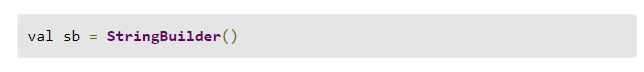 val sb = StringBuilder()